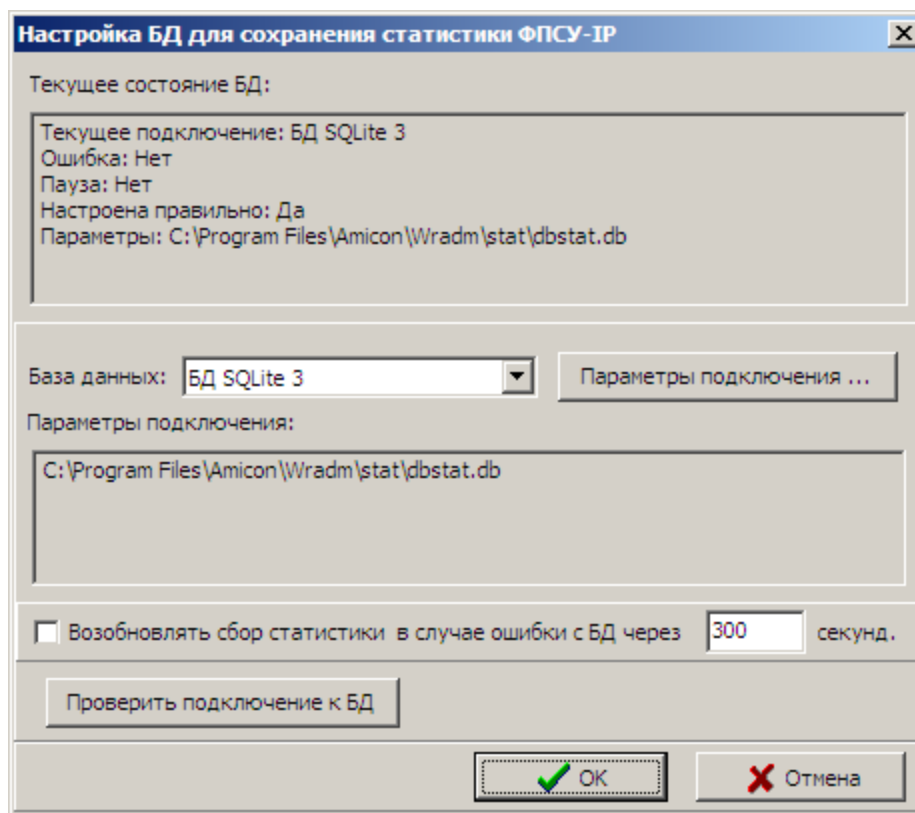 Настройка БД для сохранения статистики ФПСУ-IP
Текущее состояние БД:
Текущее подключение: БД SQLite 3
Ошибка: Нет
Пауза: Нет
Настроена правильно: Да
Параметры: C:\Program Files\Amicon\Wradm\stat\dbstat.db
База данных: БД SQLite 3 Параметры подключения ...
Параметры подключения:
C:\Program Files\Amicon\Wradm\stat\dbstat.db
Возобновлять сбор статистики в случае ошибки с БД через 300 секунд.
Проверить подключение к БД
OK Отмена